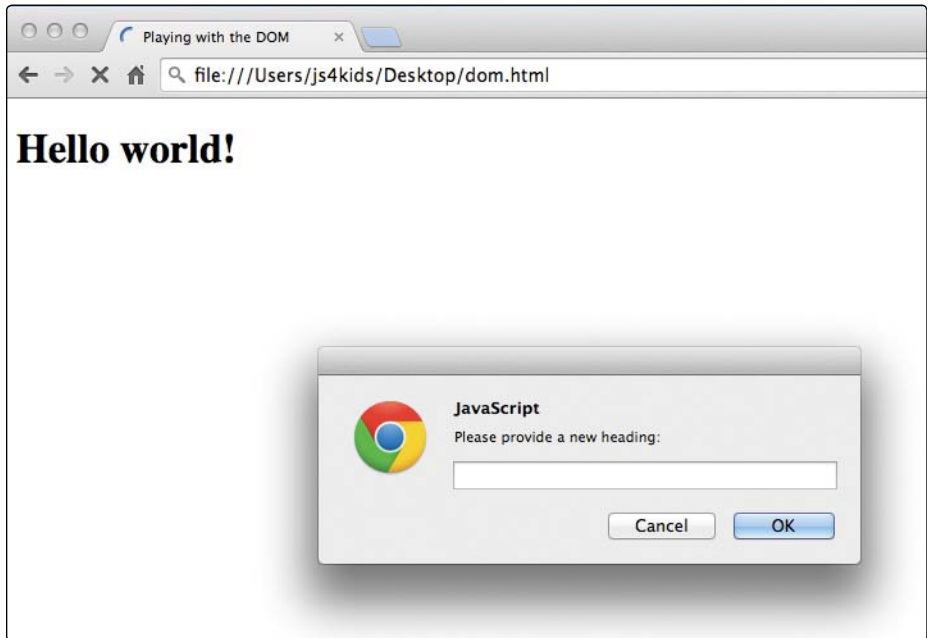 Playing with the DOM
file:///Users/js4kids/Desktop/dom.html
Hello world!
JavaScript
Please provide a new heading:
Cancel OK